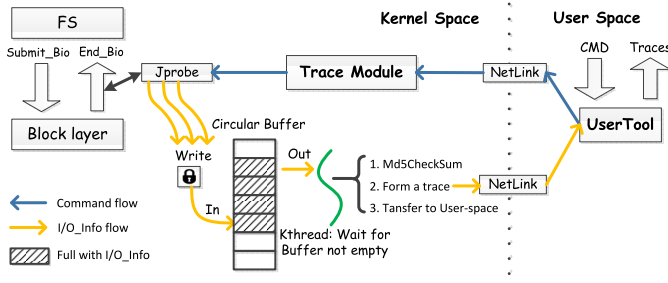 FS
Kernel Space
User Space
Submit_Bio
End_Bio
CMD
Traces
Jprobe
Trace Module
NetLink
Block layer
UserTool
Circular Buffer
Write
Out
1. Md5CheckSum
2. Form a trace
3. Tansfer to User-space
NetLink
In
Kthread: Wait for
Buffer not empty
Command flow
I/O_Info flow
Full with I/O_Info